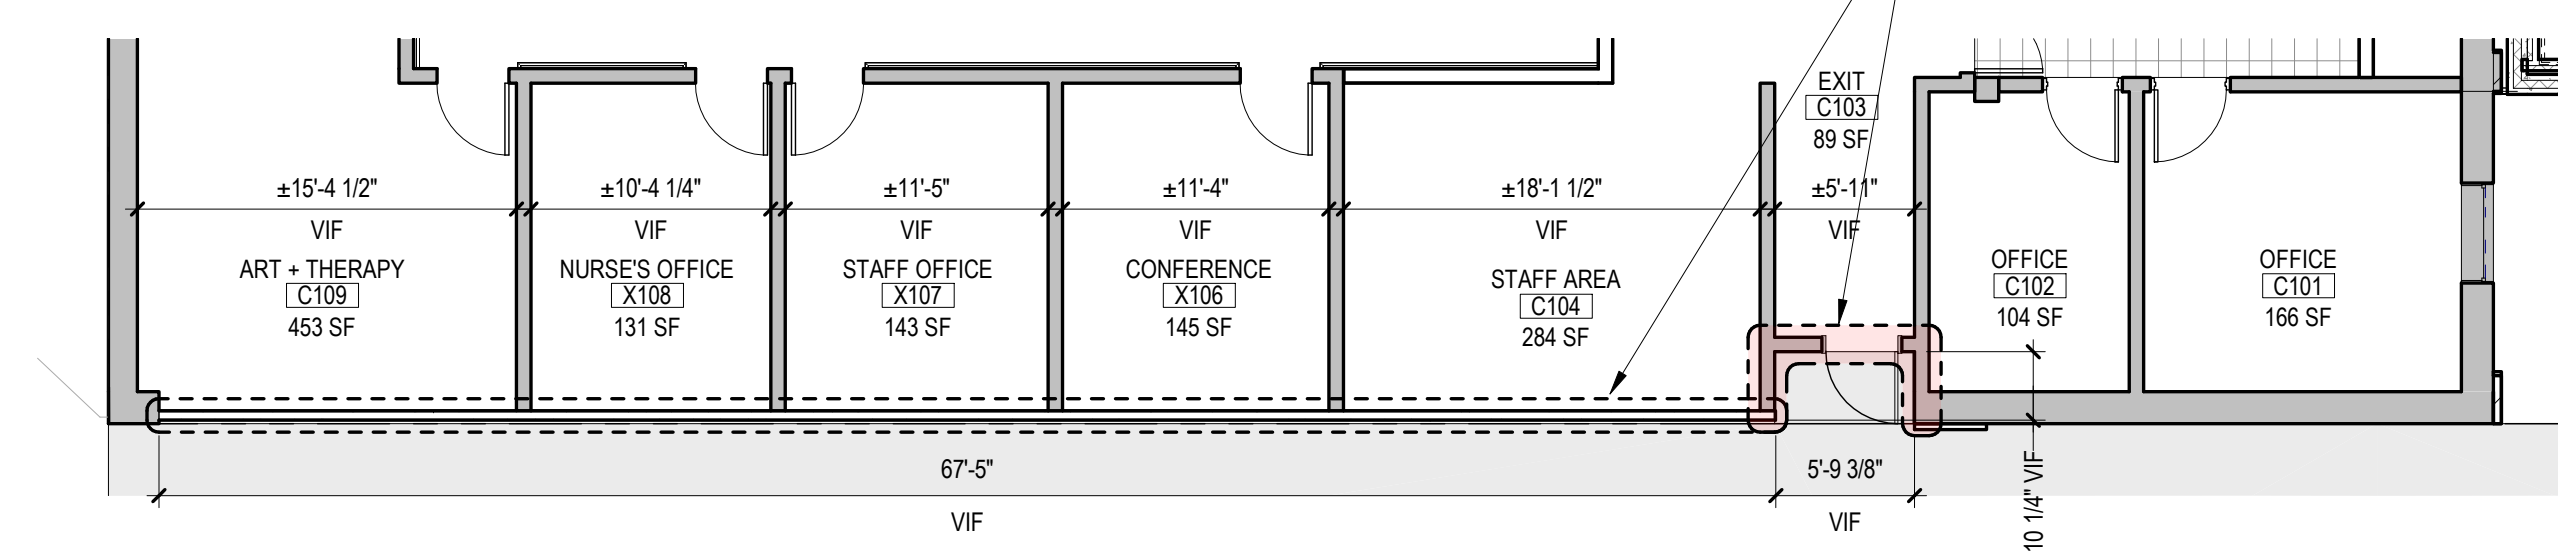 EXIT
C103
89 SF
±15'-4 1/2"
VIF
±10'-4 1/4"
VIF
±11'-5"
VIF
±11'-4"
VIF
±18'-1 1/2"
VIF
±5'-11"
VIF
ART + THERAPY
C109
453 SF
NURSE'S OFFICE
X108
131 SF
STAFF OFFICE
X107
143 SF
CONFERENCE
X106
145 SF
STAFF AREA
C104
284 SF
OFFICE
C102
104 SF
OFFICE
C101
166 SF
67'-5"
VIF
5'-9 3/8"
VIF
10 1/4" VIF